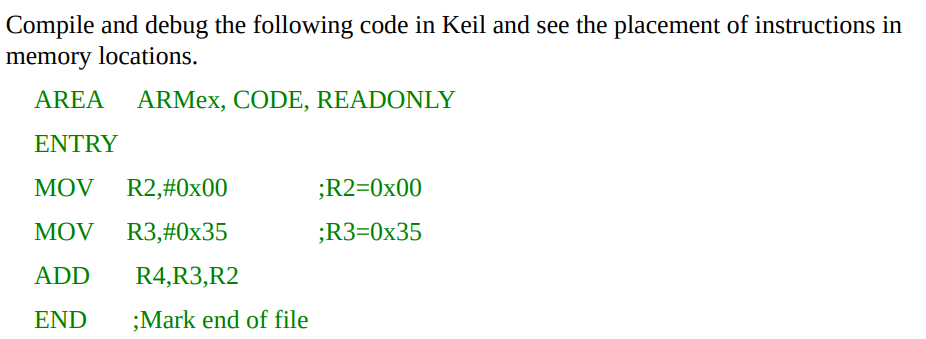 Compile and debug the following code in Keil and see the placement of instructions in
memory locations.
AREA ARMex, CODE, READONLY
ENTRY
MOV R2,#0x00 ;R2=0x00
MOV R3,#0x35 ;R3=0x35
ADD R4,R3,R2
END ;Mark end of file